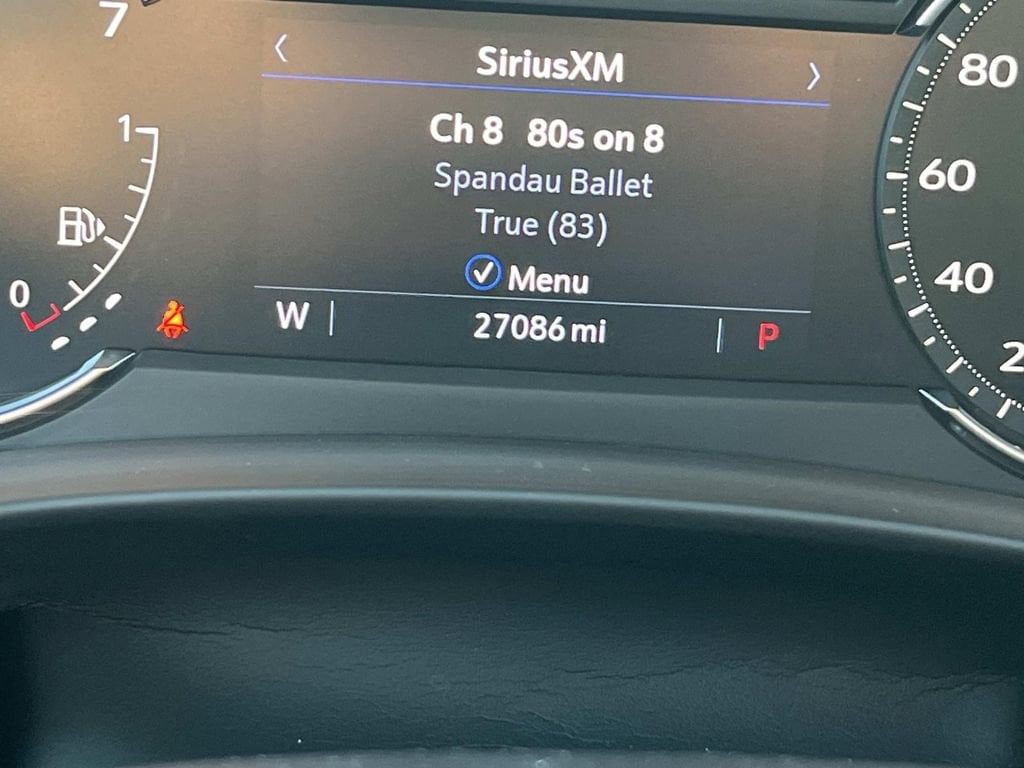 7
SiriusXM
80
1
Ch 8 80s on 8
Spandau Ballet
60
True (83)
Menu
40
0
W
27086 mi
P
2